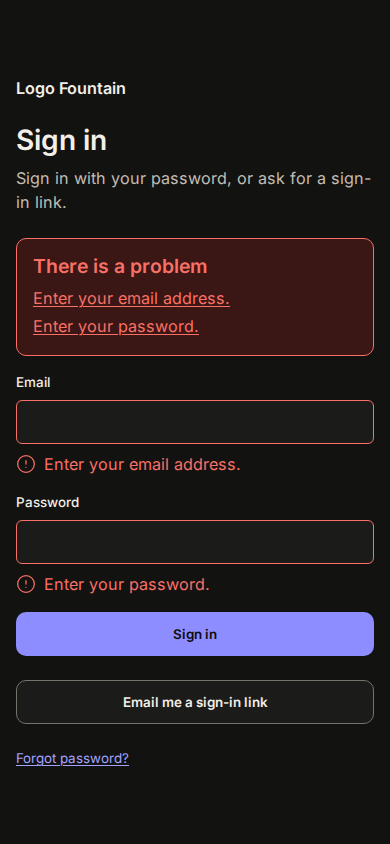 Logo Fountain
Sign in
Sign in with your password, or ask for a sign-
in link.
There is a problem
Enter your email address.
Enter your password.
Email
Enter your email address.
Password
Enter your password.
Sign in
Email me a sign-in link
Forgot password?